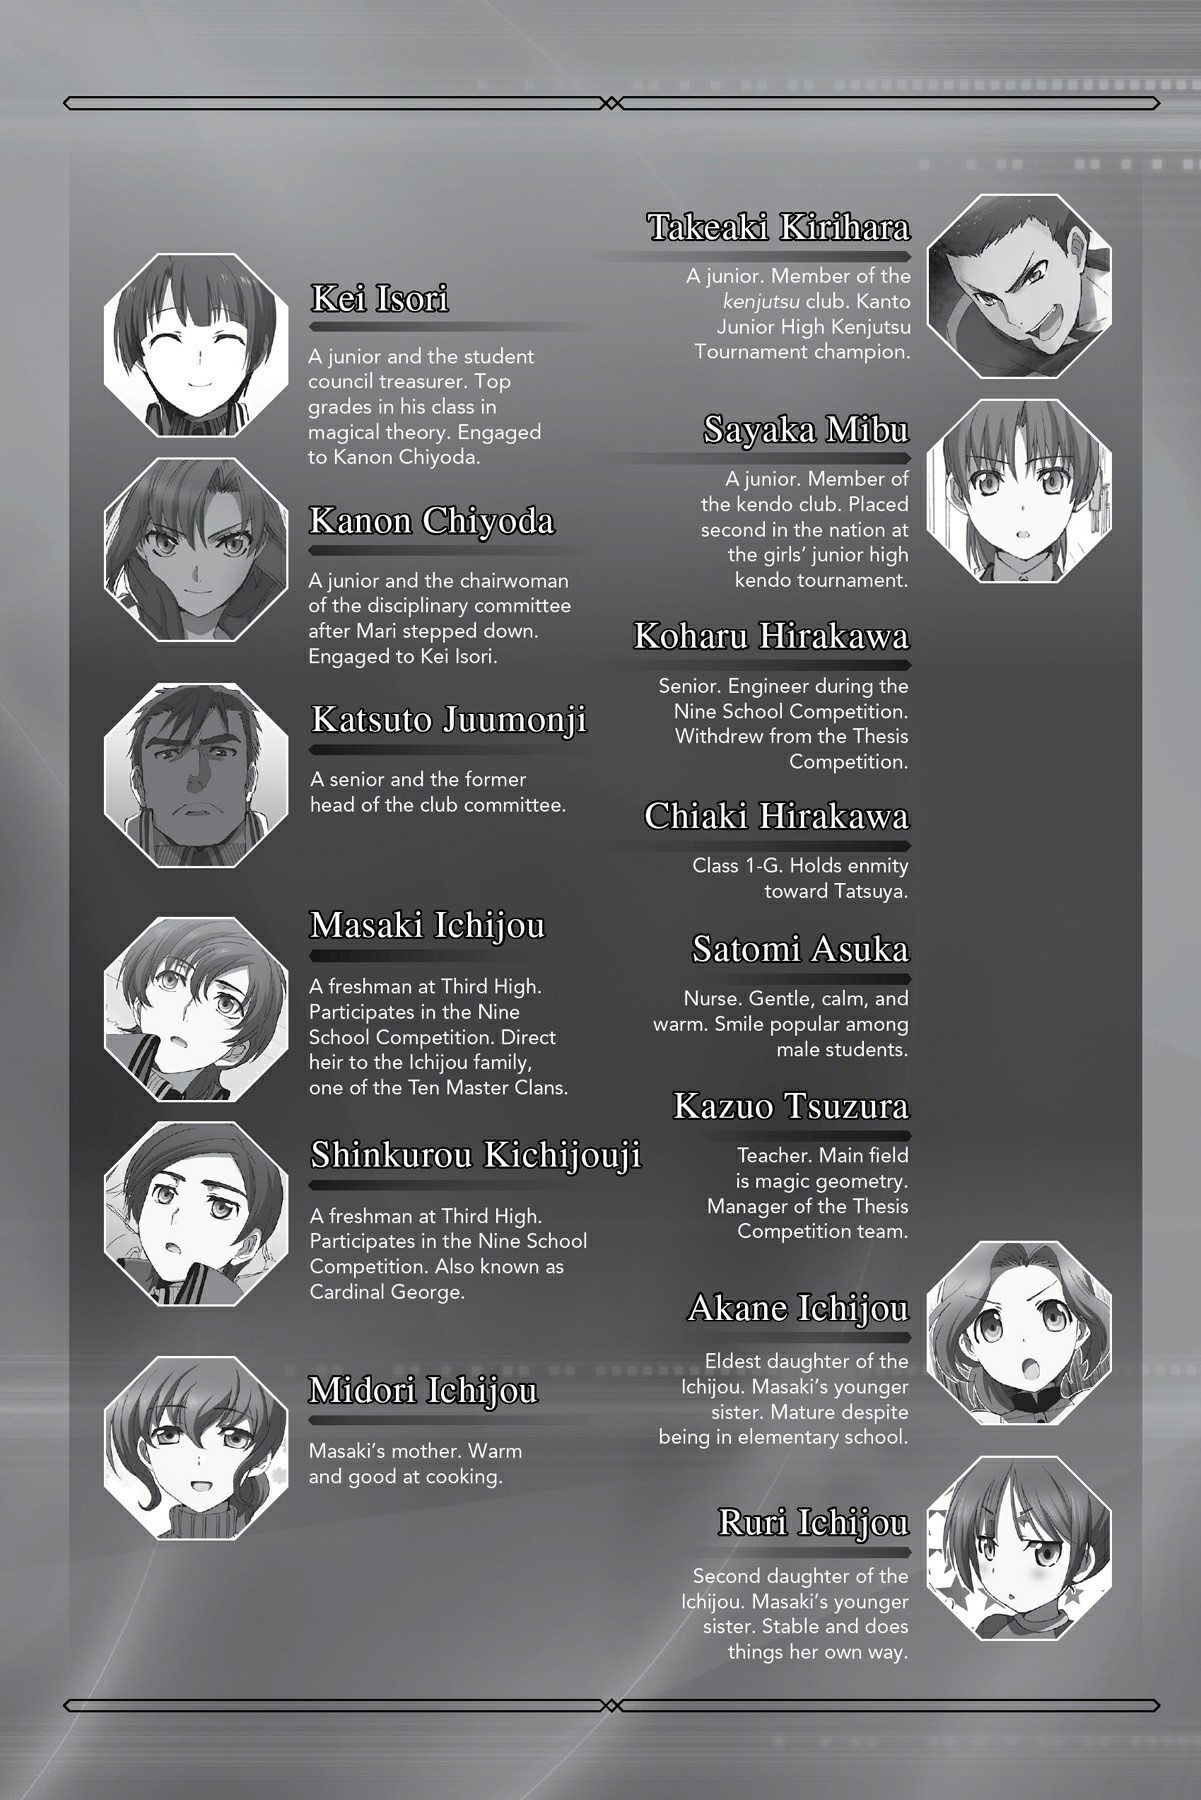 Kei Isori
A junior and the student
council treasurer. Top
grades in his class in
magical theory. Engaged
to Kanon Chiyoda.
Kanon Chiyoda
A junior and the chairwoman
of the disciplinary committee
after Mari stepped down.
Engaged to Kei Isori.
Katsuto Juumonji
A senior and the former
head of the club committee.
Masaki Ichijou
A freshman at Third High.
Participates in the Nine
School Competition. Direct
heir to the Ichijou family,
one of the Ten Master Clans.
Shinkurou Kichijouji
A freshman at Third High.
Participates in the Nine School
Competition. Also known as
Cardinal George.
Midori Ichijou
Masaki's mother. Warm
and good at cooking.
Takeaki Kirihara
A junior. Member of the
kenjutsu club. Kanto
Junior High Kenjutsu
Tournament champion.
Sayaka Mibu
A junior. Member of
the kendo club. Placed
second in the nation at
the girls' junior high
kendo tournament.
Koharu Hirakawa
Senior. Engineer during the
Nine School Competition.
Withdrew from the Thesis
Competition.
Chiaki Hirakawa
Class 1-G. Holds enmity
toward Tatsuya.
Satomi Asuka
Nurse. Gentle, calm, and
warm. Smile popular among
male students.
Kazuo Tsuzura
Teacher. Main field
is magic geometry.
Manager of the Thesis
Competition team.
Akane Ichijou
Eldest daughter of the
Ichijou. Masaki's younger
sister. Mature despite
being in elementary school.
Ruri Ichijou
Second daughter of the
Ichijou. Masaki's younger
sister. Stable and does
things her own way.